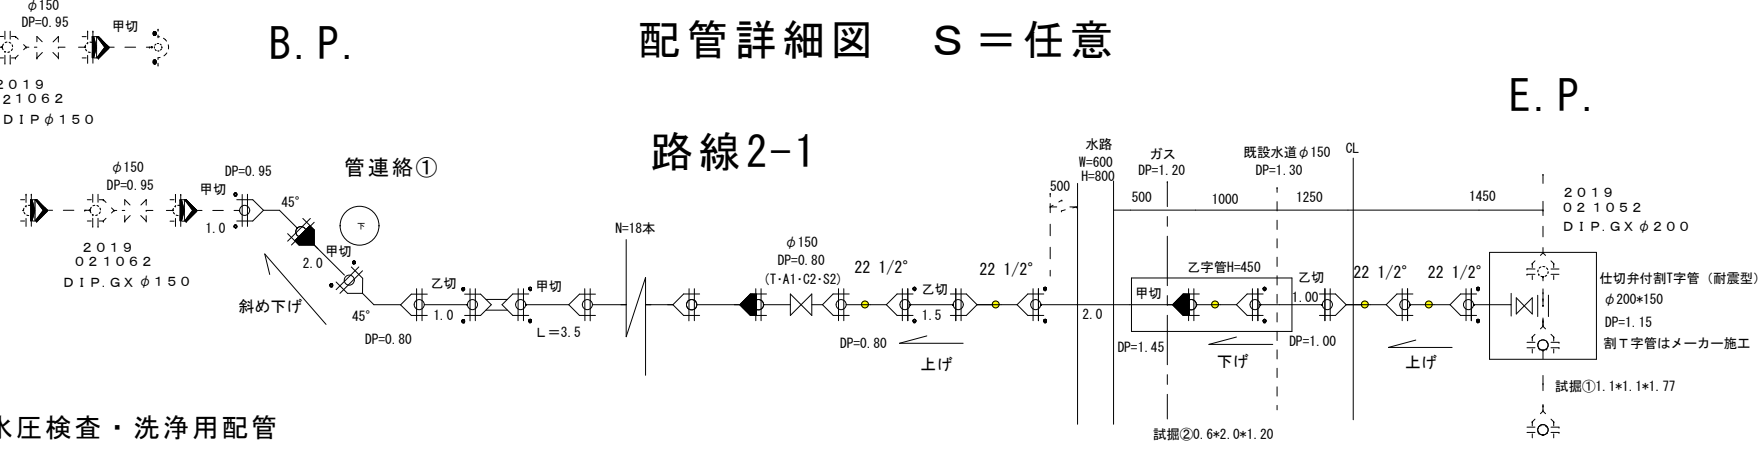 φ150
DP=0.95
甲切
2019
21062
DIPφ150
B.P.
配管詳細図　S＝任意
E.P.
路線2-1
φ150
DP=0.95
甲切
DP=0.95
1.0
45°
管連絡①
下
2019
021062
DIP.GXφ150
2.0
甲切
斜め下げ
45°
DP=0.80
乙切
1.0
甲切
L＝3.5
N=18本
φ150
DP=0.80
(T·A1·C2·S2)
22 1/2°
乙切
1.5
22 1/2°
DP=0.80
上げ
水路
W=600
H=800
500
ガス
DP=1.20
既設水道φ150
DP=1.30
CL
500
1000
1250
1450
2019
021052
DIP.GXφ200
2.0
乙字管H=450
甲切
DP=1.45
下げ
乙切
1.00
DP=1.00
22 1/2°
22 1/2°
上げ
仕切弁付割T字管（耐震型）
φ200*150
DP=1.15
割T字管はメーカー施工
試掘①1.1*1.1*1.77
試掘②0.6*2.0*1.20
水圧検査・洗浄用配管